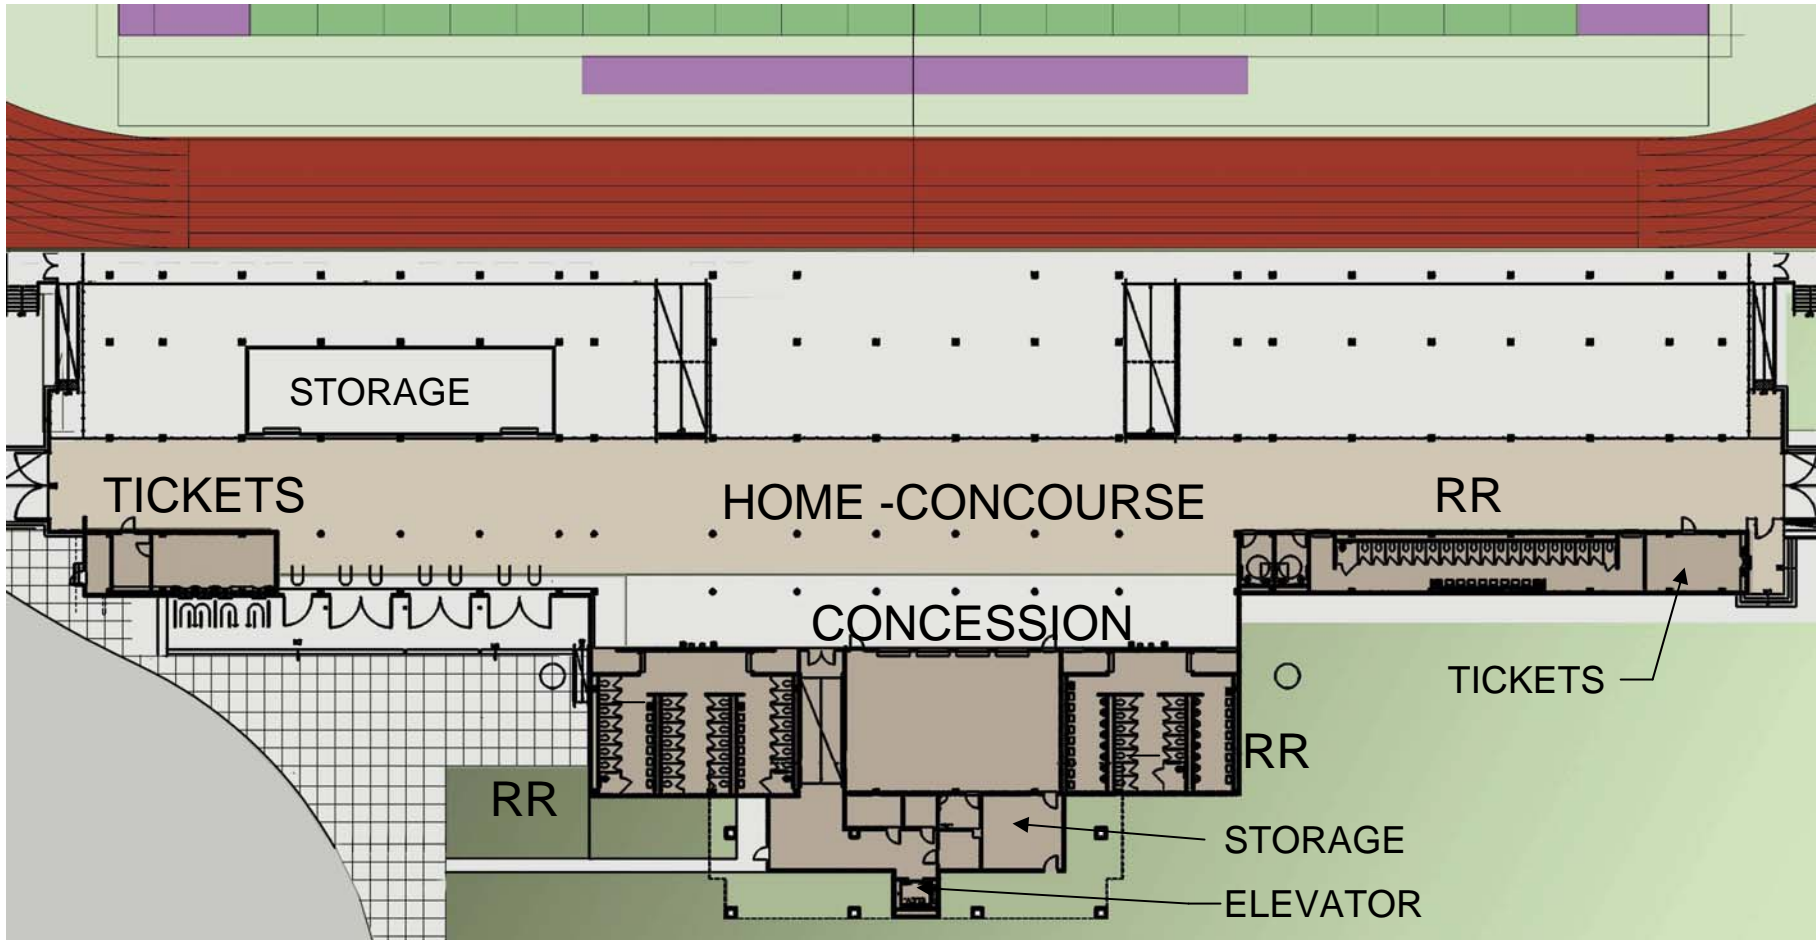 STORAGE
TICKETS
HOME -CONCOURSE
RR
CONCESSION
TICKETS
RR
RR
STORAGE
ELEVATOR